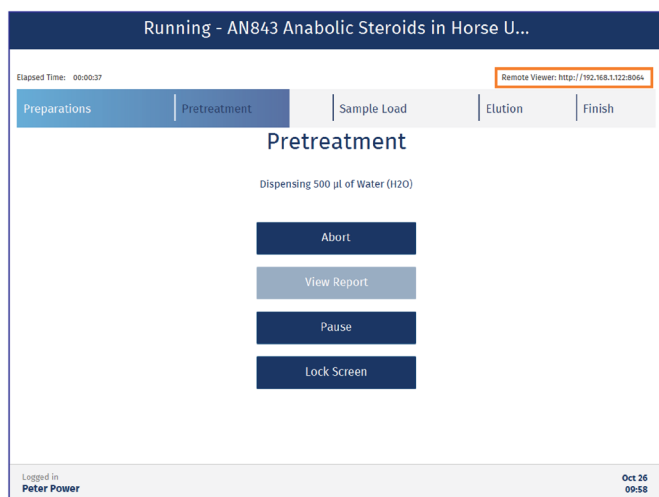 Running - AN843 Anabolic Steroids in Horse U...
Elapsed Time: 00:00:37
Remote Viewer: http://192.168.1.122:8064
Preparations
Pretreatment
Sample Load
Elution
Finish
Pretreatment
Dispensing 500 µl of Water (H2O)
Abort
View Report
Pause
Lock Screen
Logged in
Peter Power
Oct 26
09:58